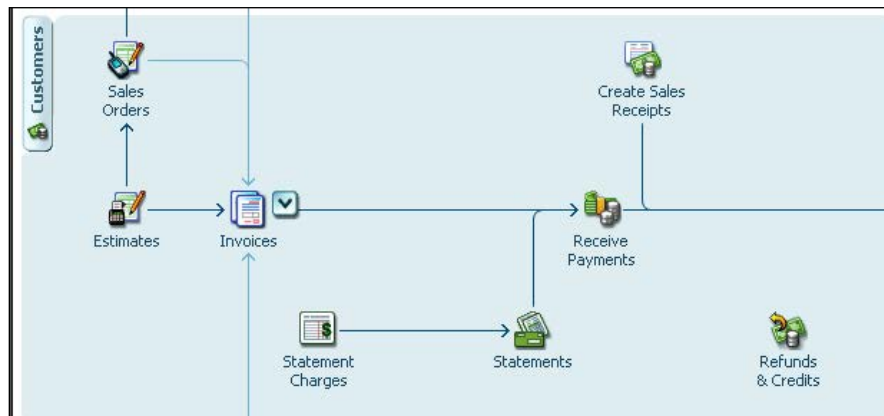 Customers
Sales
Orders
Create Sales
Receipts
Estimates
Invoices
Receive
Payments
Statement
Charges
Statements
Refunds
& Credits